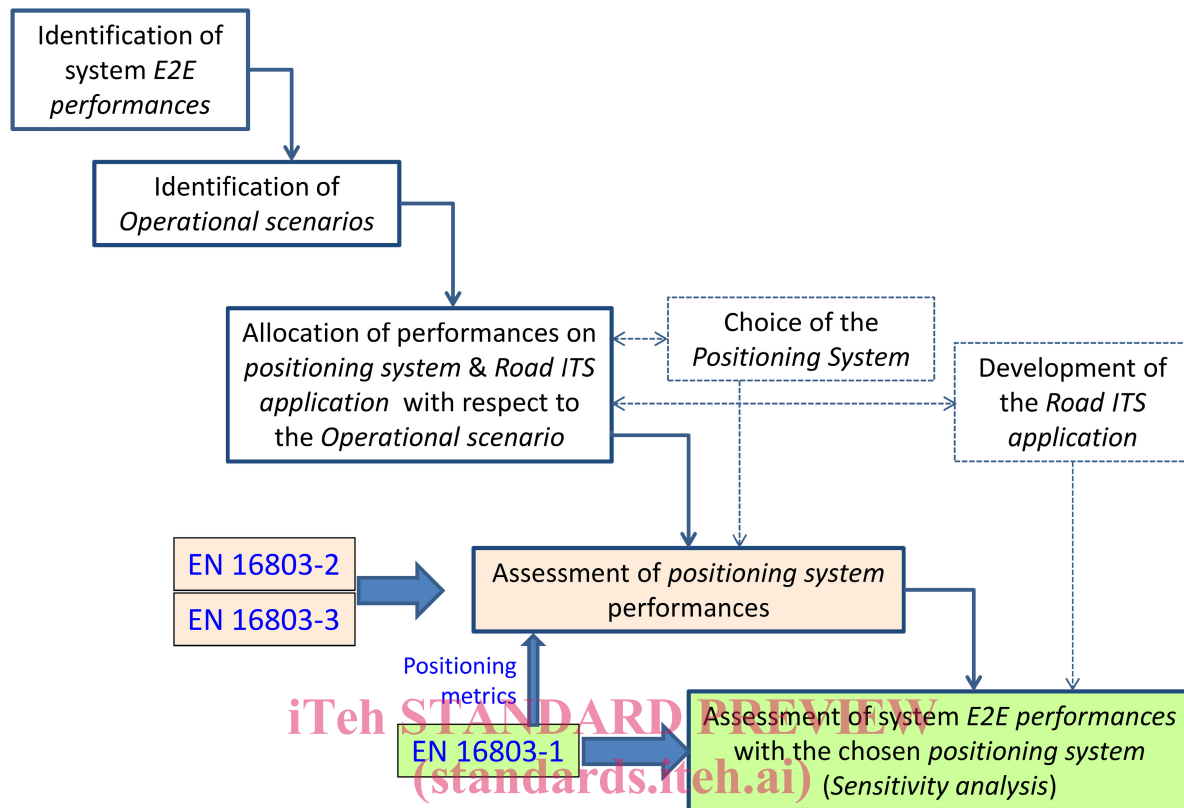 Identification of
system E2E
performances
Identification of
Operational scenarios
Allocation of performances on
positioning system & Road ITS
application with respect to
the Operational scenario
Choice of the
Positioning System
Development of
the Road ITS
application
EN 16803-2
EN 16803-3
Assessment of positioning system
performances
Positioning
metrics
EN 16803-1
Assessment of system E2E performances
with the chosen positioning system
(Sensitivity analysis)
iTeh STANDARD PREVIEW
(standards.iteh.ai)